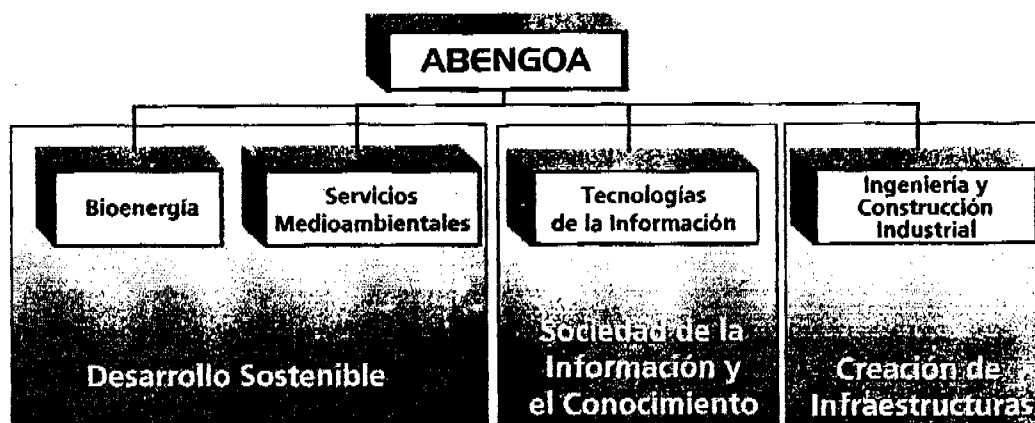 ABENGOA
Bioenergía
Servicios
Medioambientales
Tecnologías
de la Información
Ingeniería y
Construcción
Industrial
Desarrollo Sostenible
Sociedad de la
Información y
el Conocimiento
Creación de
Infraestructuras